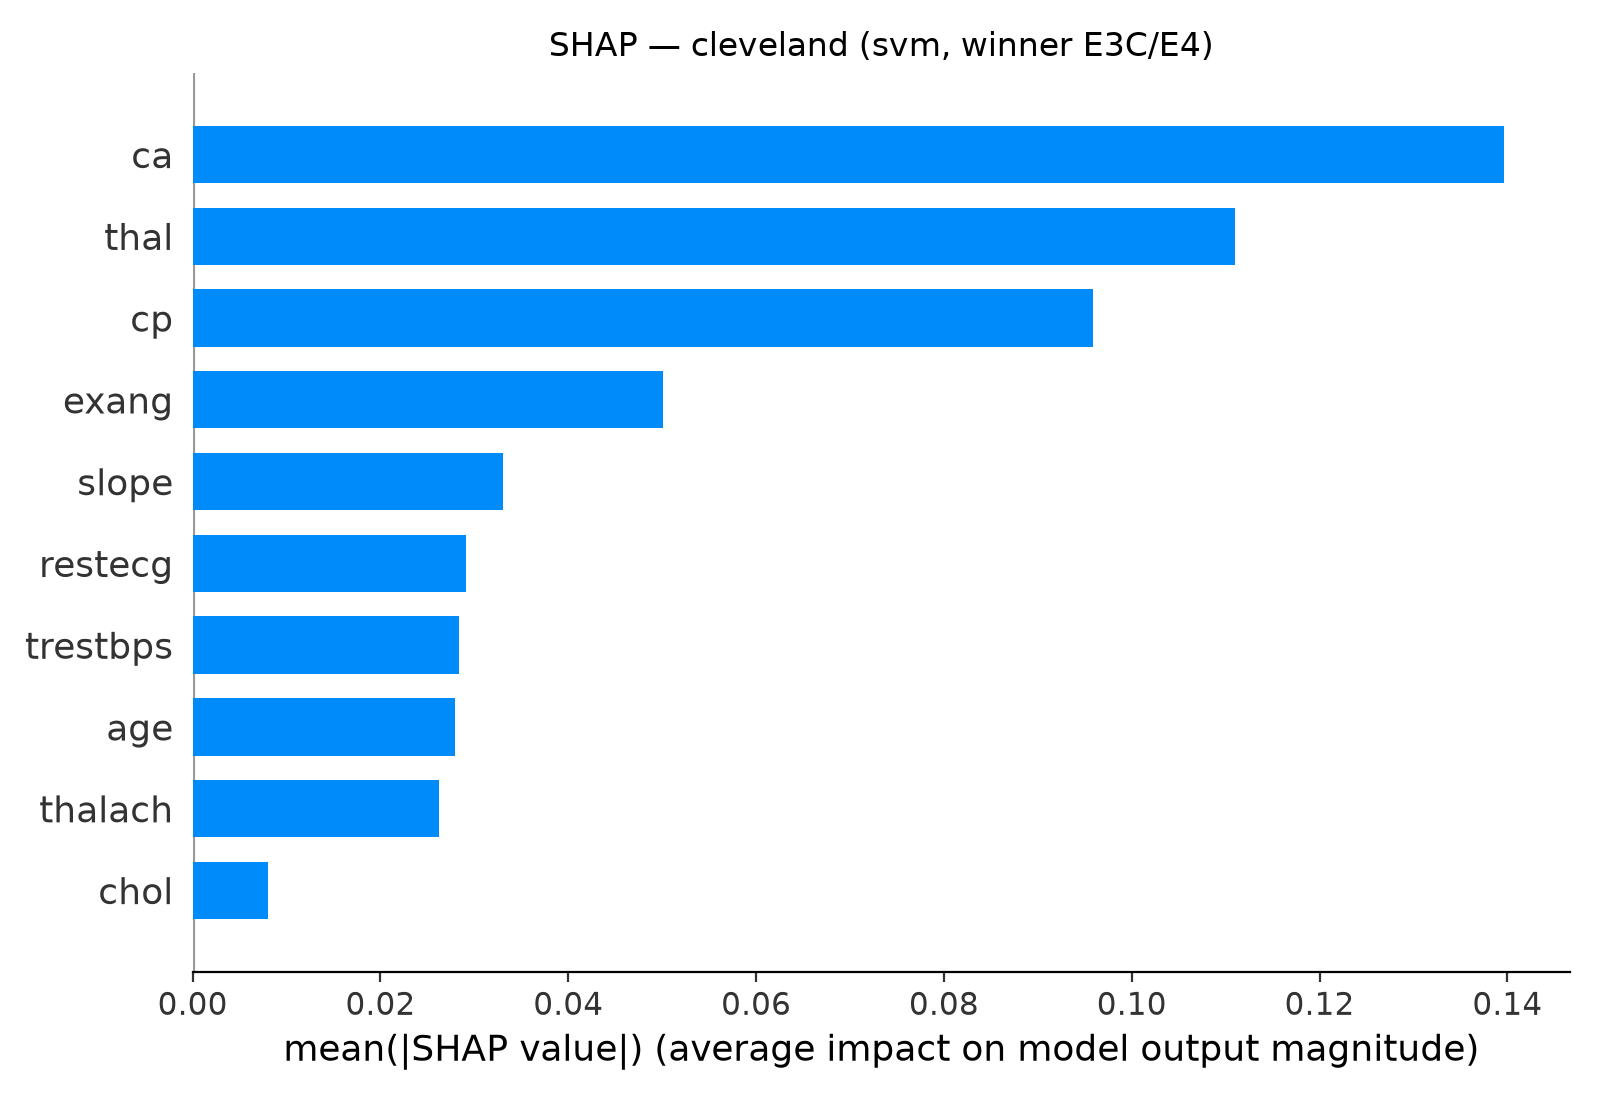 SHAP — cleveland (svm, winner E3C/E4)
ca
thal
cp
exang
slope
restecg
trestbps
age
thalach
chol
0.00 0.02 0.04 0.06 0.08 0.10 0.12 0.14
mean(|SHAP value|) (average impact on model output magnitude)